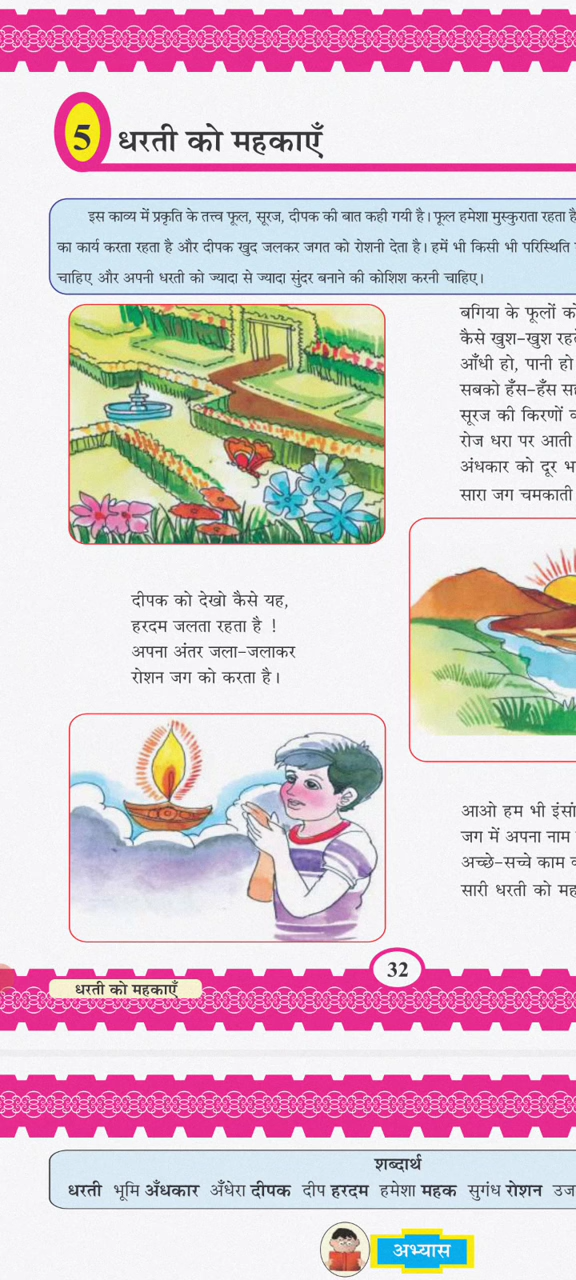 5 धरती को महकाएँ
इस काव्य में प्रकृति के तत्त्व फूल, सूरज, दीपक की बात कही गयी है। फूल हमेशा मुस्कुराता रहता है
का कार्य करता रहता है और दीपक खुद जलकर जगत को रोशनी देता है। हमें भी किसी भी परिस्थिति
चाहिए और अपनी धरती को ज्यादा से ज्यादा सुंदर बनाने की कोशिश करनी चाहिए।
बगिया के फूलों को
कैसे खुश-खुश
आँधी हो, पानी हो
सबको हँस-हँस
सूरज की किरणों
रोज धरा पर आती
अंधकार को दूर
सारा जग चमकाती
दीपक को देखो कैसे यह,
हरदम जलता रहता है !
अपना अंतर जला-जलाकर
रोशन जग को करता है।
आओ हम भी
जग में अपना नाम
अच्छे-सच्चे काम
सारी धरती को
32
धरती को महकाएँ
शब्दार्थ
धरती भूमि अँधकार अँधेरा दीपक दीप हरदम हमेशा महक सुगंध रोशन
अभ्यास